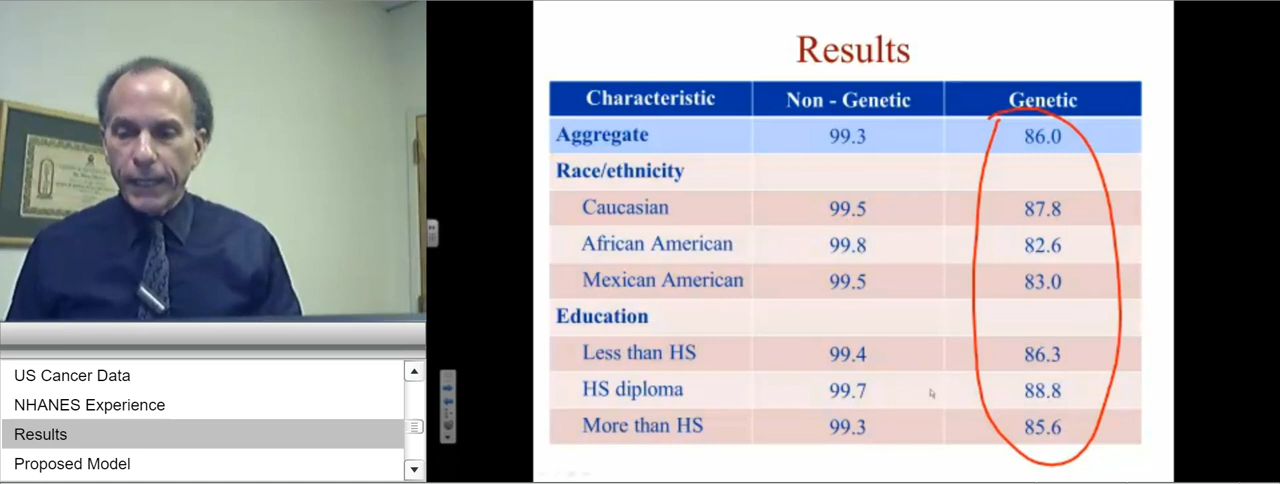 Results
Characteristic Non - Genetic Genetic
Aggregate 99.3 86.0
Race/ethnicity
Caucasian 99.5 87.8
African American 99.8 82.6
Mexican American 99.5 83.0
Education
Less than HS 99.4 86.3
HS diploma 99.7 88.8
More than HS 99.3 85.6
US Cancer Data
NHANES Experience
Results
Proposed Model